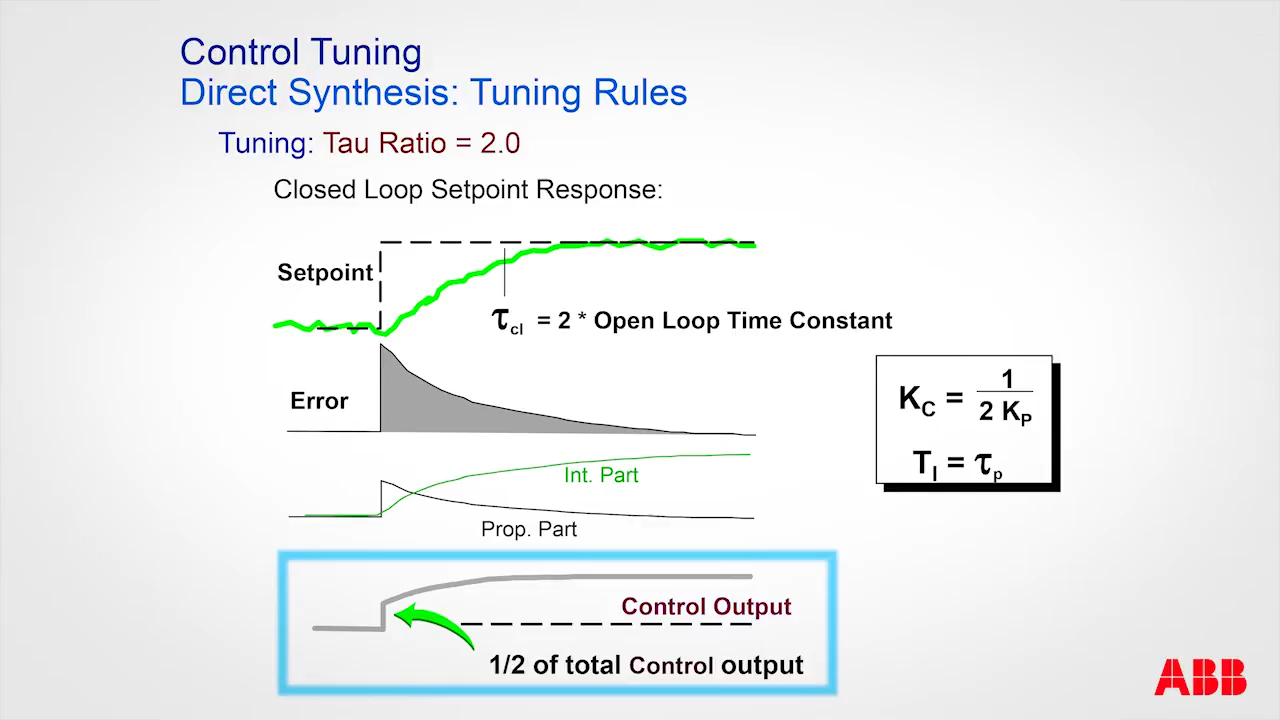 Control Tuning
Direct Synthesis: Tuning Rules
Tuning: Tau Ratio = 2.0
Closed Loop Setpoint Response:
Setpoint
τcl = 2 * Open Loop Time Constant
Error
KC = 1 / 2 KP
TI = τp
Int. Part
Prop. Part
Control Output
1/2 of total Control output
ABB